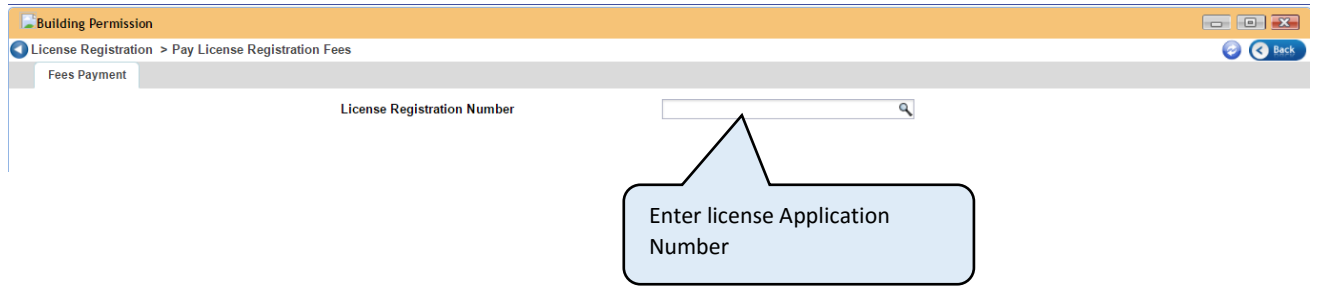 Building Permission
License Registration > Pay License Registration Fees
Back
Fees Payment
License Registration Number
Enter license Application
Number